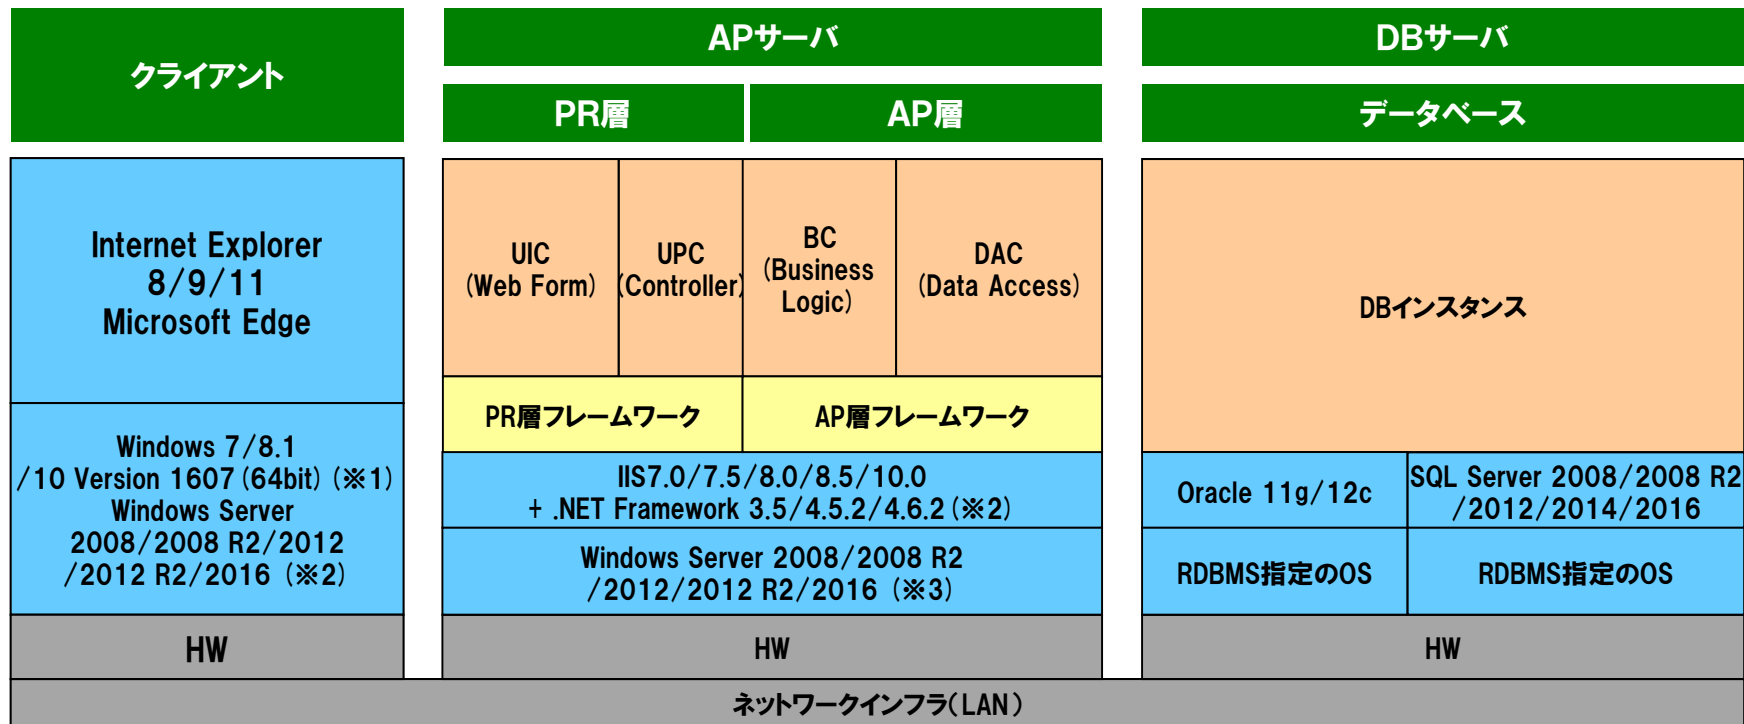 クライアント
APサーバ
DBサーバ
PR層
AP層
データベース
Internet Explorer
8/9/11
Microsoft Edge
UIC
(Web Form)
UPC
(Controller)
BC
(Business
Logic)
DAC
(Data Access)
DBインスタンス
PR層フレームワーク
AP層フレームワーク
Windows 7/8.1
/10 Version 1607(64bit)(※1)
Windows Server
2008/2008 R2/2012
/2012 R2/2016 (※2)
IIS7.0/7.5/8.0/8.5/10.0
+ .NET Framework 3.5/4.5.2/4.6.2(※2)
Windows Server 2008/2008 R2
/2012/2012 R2/2016 (※3)
Oracle 11g/12c
SQL Server 2008/2008 R2
/2012/2014/2016
RDBMS指定のOS
RDBMS指定のOS
HW
HW
HW
ネットワークインフラ(LAN)